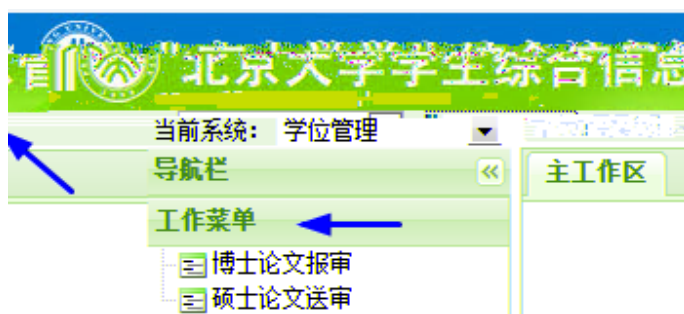 北京大学学生综合信息
当前系统： 学位管理
导航栏
主工作区
工作菜单
博士论文报审
硕士论文送审